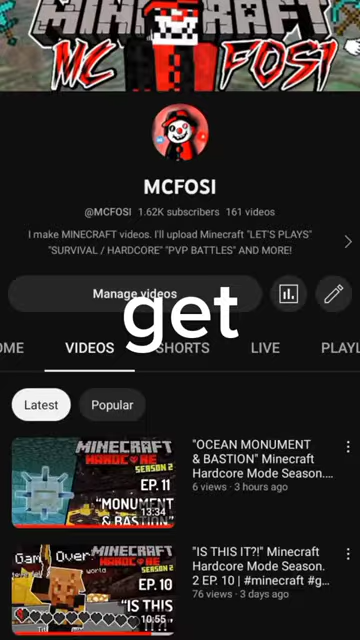 MINECRAFT
MC FOSI
MCFOSI
@MCFOSI 1.62K subscribers 161 videos
I make MINECRAFT videos. I'll upload Minecraft "LET'S PLAYS"
"SURVIVAL / HARDCORE" "PVP BATTLES" AND MORE!
Manage videos
get
OME VIDEOS SHORTS LIVE PLAYL
Latest Popular
MINECRAFT
HARDCORE
SEASON 2
EP. 11
"MONUMENT
& BASTION"
13:34
"OCEAN MONUMENT
& BASTION" Minecraft
Hardcore Mode Season....
6 views · 3 hours ago
Game Over!
world
MINECRAFT
HARDCORE
SEASON 2
EP. 10
"IS THIS
10:55
"IS THIS IT?!" Minecraft
Hardcore Mode Season.
2 EP. 10 | #minecraft #g...
76 views · 3 days ago